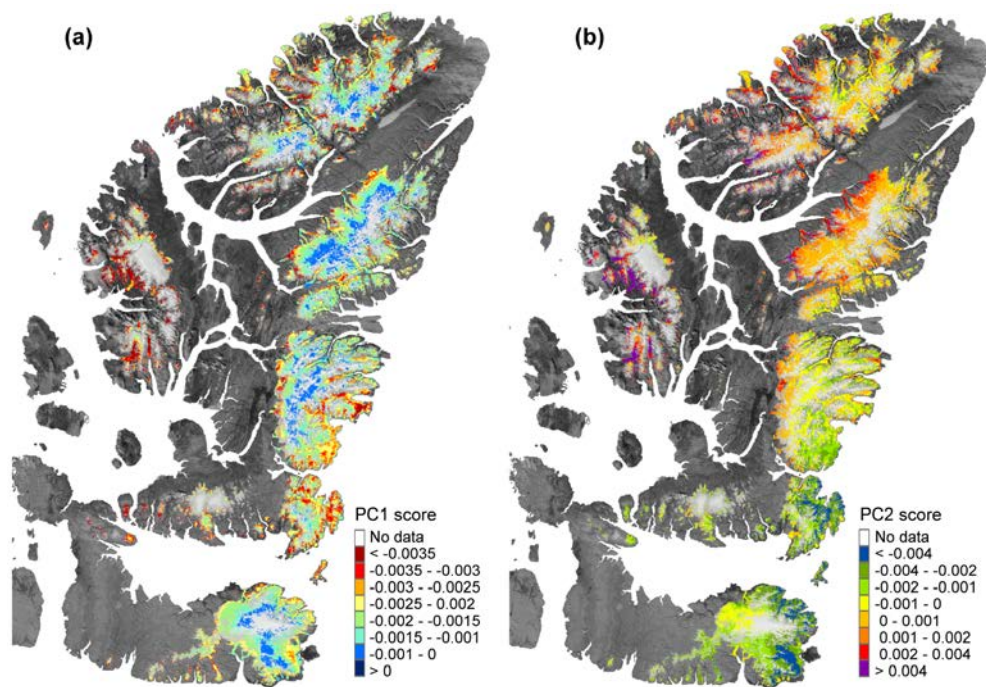 (a)
(b)
PC1 score
No data
< -0.0035
-0.0035 - -0.003
-0.003 - -0.0025
-0.0025 - 0.002
-0.002 - -0.0015
-0.0015 - -0.001
-0.001 - 0
> 0
PC2 score
No data
< -0.004
-0.004 - -0.002
-0.002 - -0.001
-0.001 - 0
0 - -0.001
0.001 - 0.002
0.002 - 0.004
> 0.004